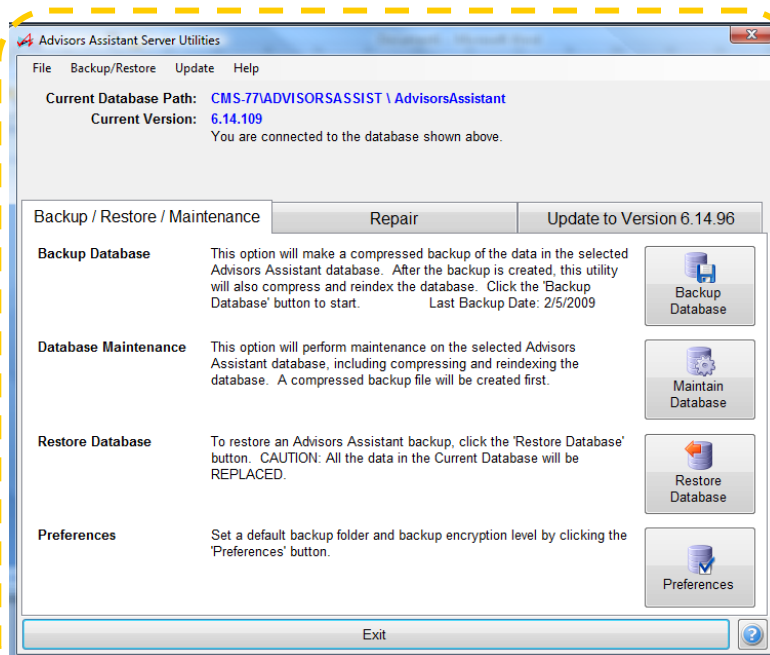 Advisors Assistant Server Utilities
File Backup/Restore Update Help
Current Database Path: CMS-77\ADVISORSASSIST \ AdvisorsAssistant
Current Version: 6.14.109
You are connected to the database shown above.
Backup / Restore / Maintenance Repair Update to Version 6.14.96
Backup Database This option will make a compressed backup of the data in the selected
Advisors Assistant database. After the backup is created, this utility
will also compress and reindex the database. Click the 'Backup
Database' button to start. Last Backup Date: 2/5/2009
Backup
Database
Database Maintenance This option will perform maintenance on the selected Advisors
Assistant database, including compressing and reindexing the
database. A compressed backup file will be created first.
Maintain
Database
Restore Database To restore an Advisors Assistant backup, click the 'Restore Database'
button. CAUTION: All the data in the Current Database will be
REPLACED.
Restore
Database
Preferences Set a default backup folder and backup encryption level by clicking the
'Preferences' button.
Preferences
Exit